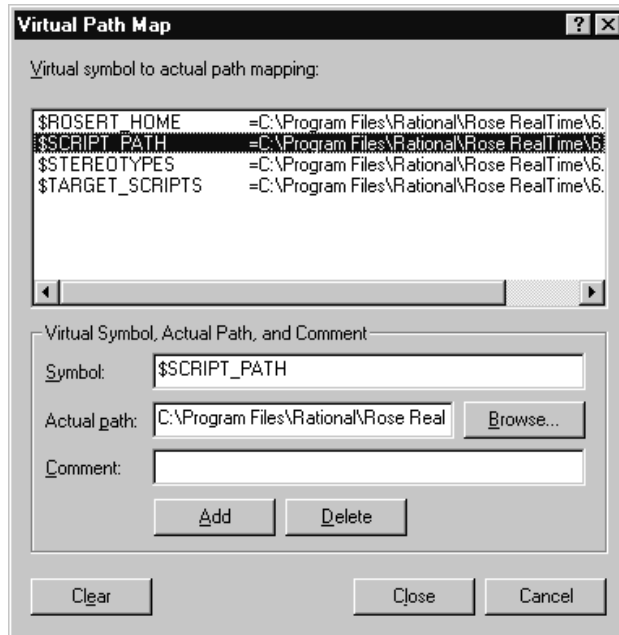 Virtual Path Map
Virtual symbol to actual path mapping:
$ROSERT_HOME =C:\Program Files\Rational\Rose RealTime\6.
$SCRIPT_PATH =C:\Program Files\Rational\Rose RealTime\6
$STEREOTYPES =C:\Program Files\Rational\Rose RealTime\6.
$TARGET_SCRIPTS =C:\Program Files\Rational\Rose RealTime\6.
Virtual Symbol, Actual Path, and Comment
Symbol: $SCRIPT_PATH
Actual path: C:\Program Files\Rational\Rose Real Browse...
Comment:
Add Delete
Clear Close Cancel